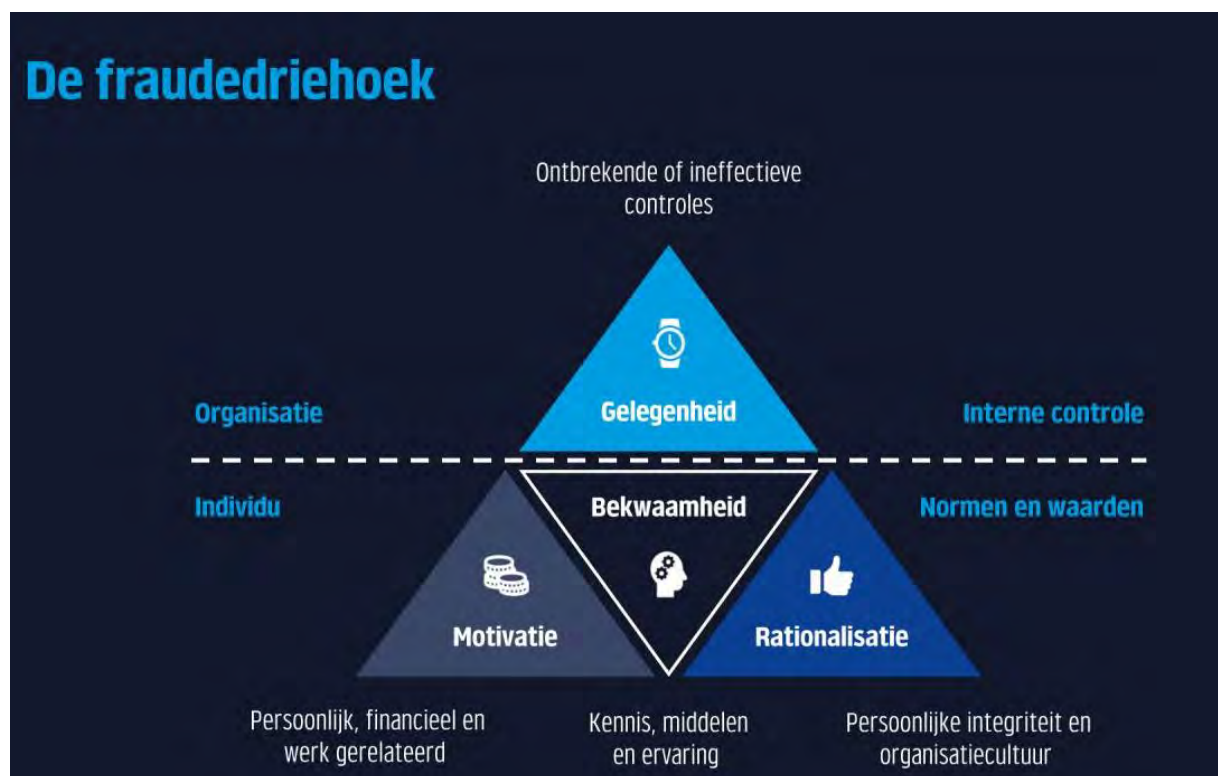 De fraudedriehoek
Ontbrekende of ineffectieve
controles
Organisatie
Gelegenheid
Interne controle
Individu
Bekwaamheid
Normen en waarden
Motivatie
Rationalisatie
Persoonlijk, financieel en
werk gerelateerd
Kennis, middelen
en ervaring
Persoonlijke integriteit en
organisatiecultuur